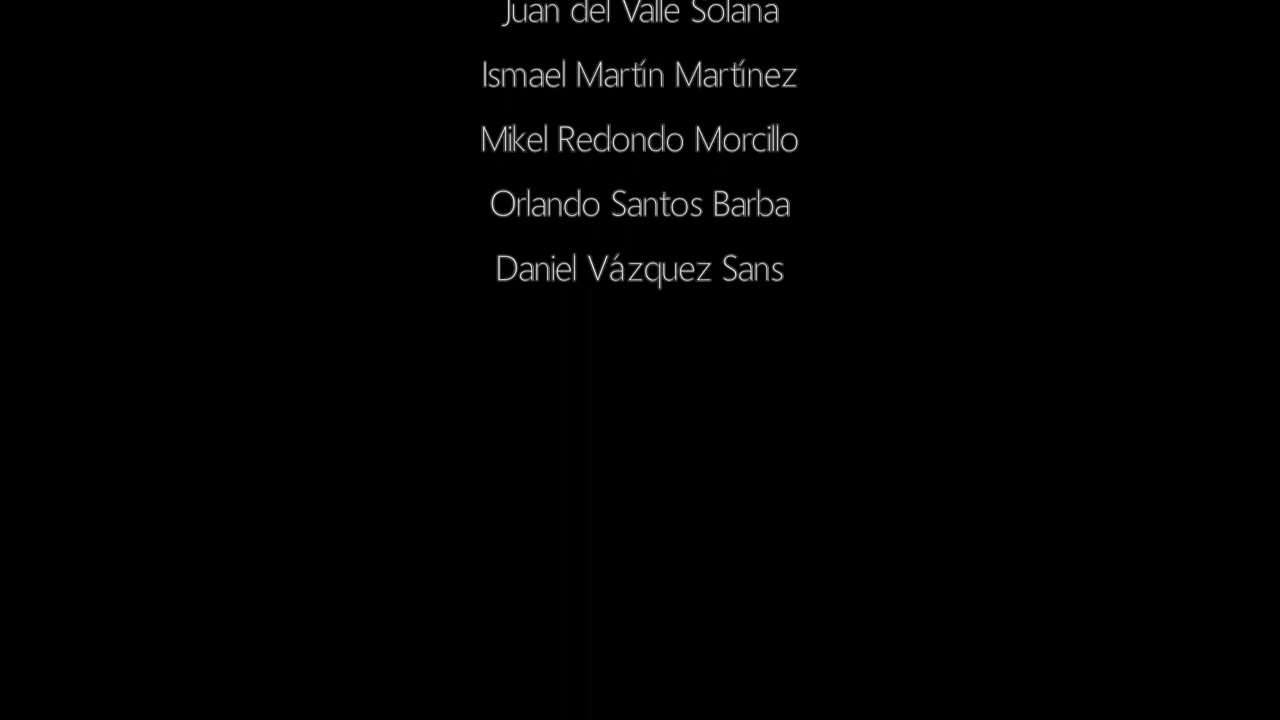 Juan del Valle Solana
Ismael Martín Martínez
Mikel Redondo Morcillo
Orlando Santos Barba
Daniel Vázquez Sans